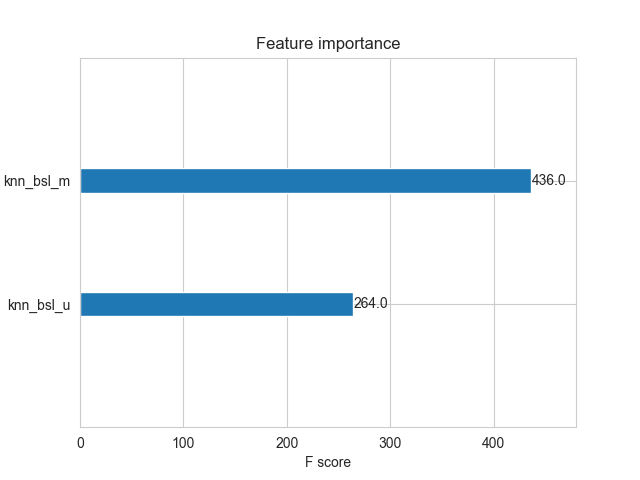 Feature importance
knn_bsl_m
436.0
knn_bsl_u
264.0
0 100 200 300 400
F score